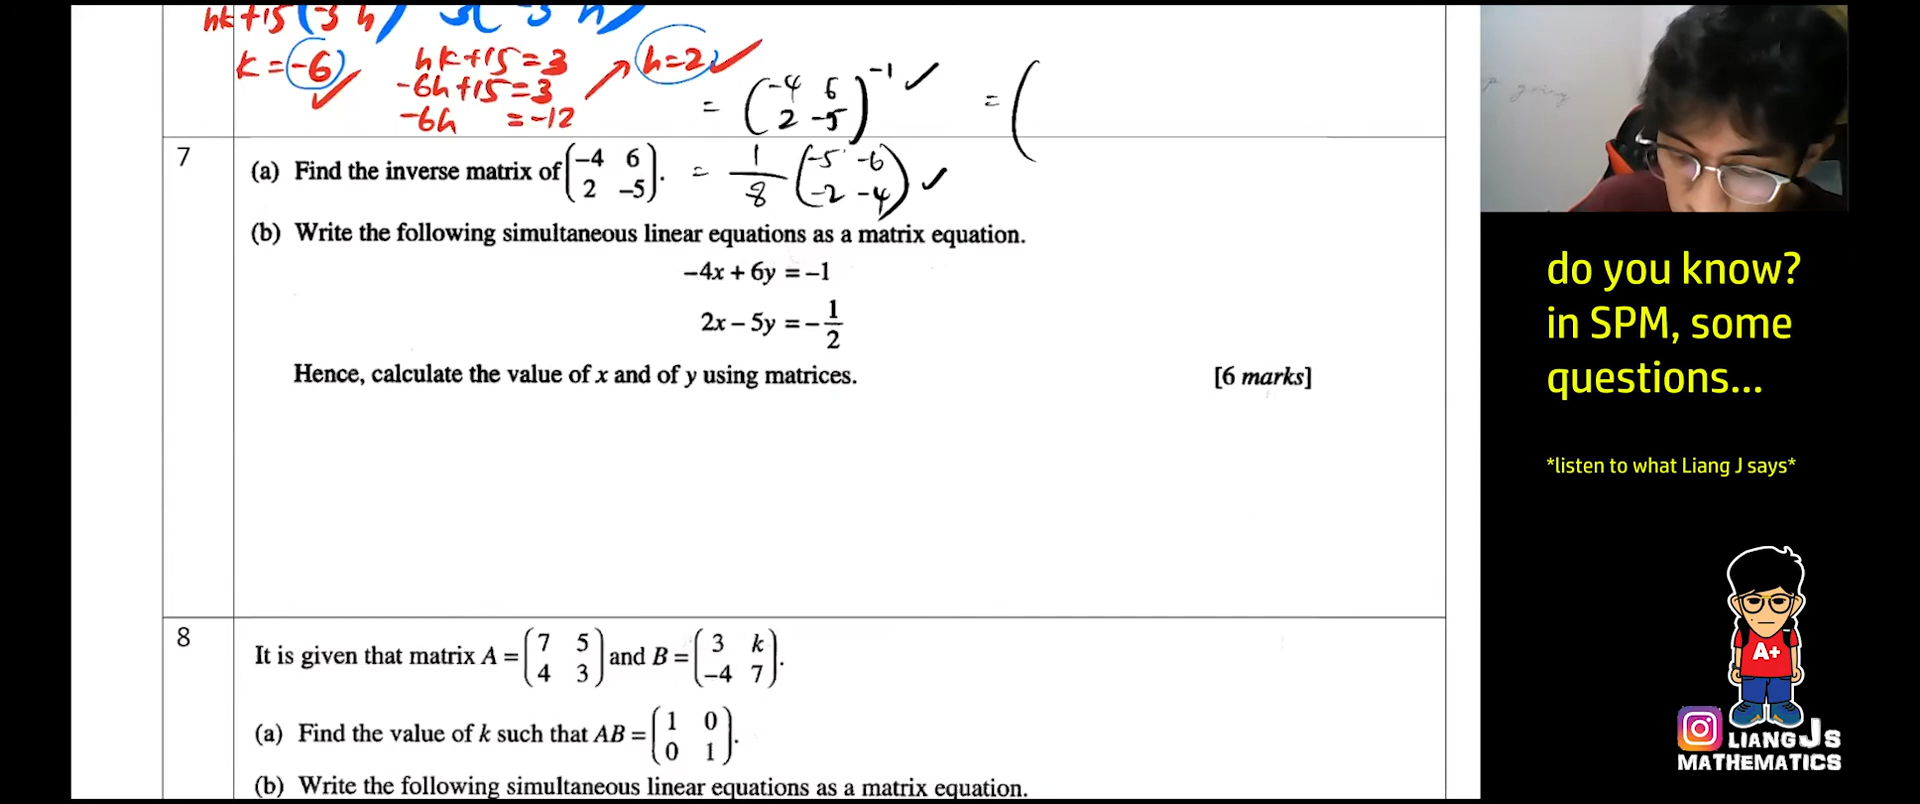 hk+15 (-3 h) -3 h)
k = -6 hk+15=3 h=2
-6h+15=3
-6h =-12
= (-4 6
2 -5)^-1 = (
7
(a) Find the inverse matrix of (-4 6
2 -5). = 1/8 (-5 -6
-2 -4)
(b) Write the following simultaneous linear equations as a matrix equation.
-4x + 6y = -1
2x - 5y = -1/2
Hence, calculate the value of x and of y using matrices. [6 marks]
8
It is given that matrix A = (7 5
4 3) and B = (3 k
-4 7).
(a) Find the value of k such that AB = (1 0
0 1).
(b) Write the following simultaneous linear equations as a matrix equation.
do you know?
in SPM, some
questions...
*listen to what Liang J says*
A+
LIANG Js
MATHEMATICS